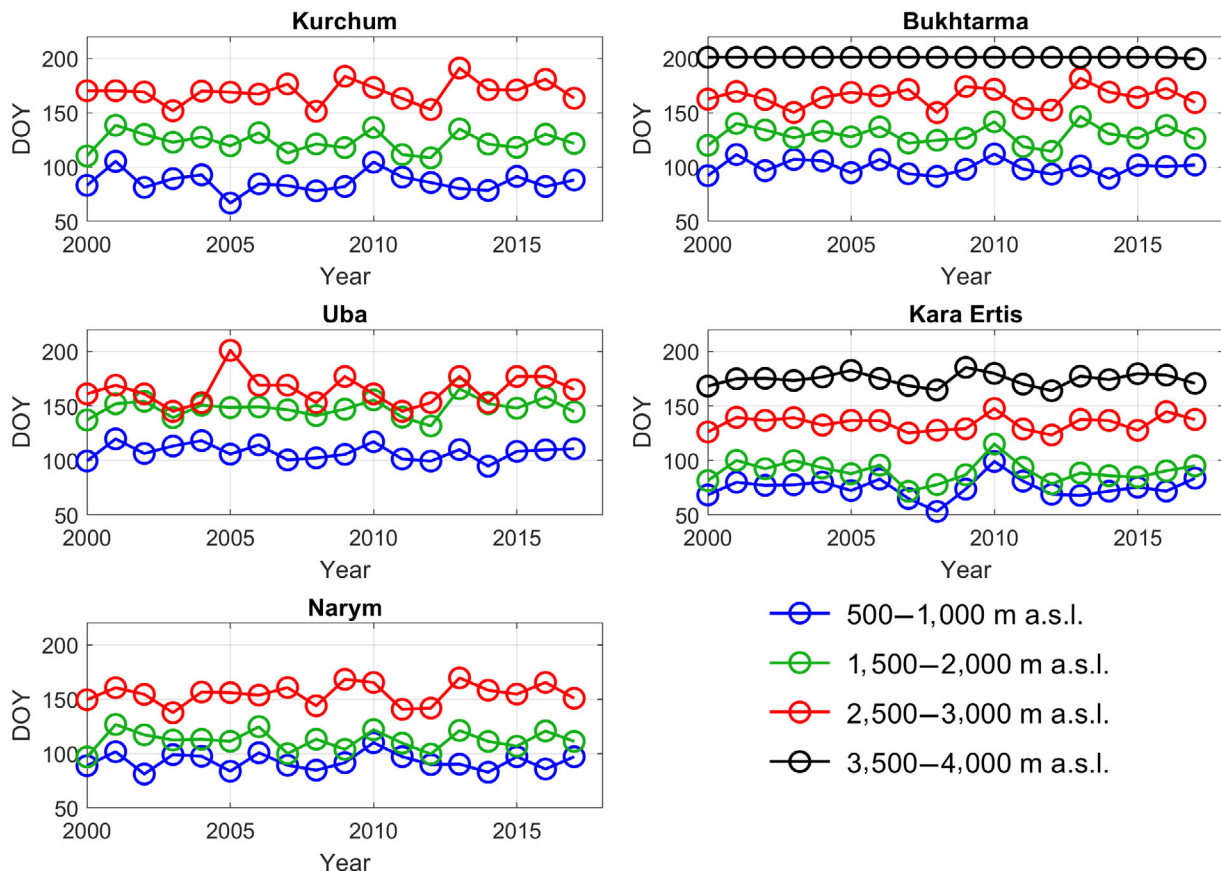 Kurchum
200
150
100
50
DOY
2000
2005
2010
2015
Year
Bukhtarma
200
150
100
50
DOY
2000
2005
2010
2015
Year
Uba
200
150
100
50
DOY
2000
2005
2010
2015
Year
Kara Ertis
200
150
100
50
DOY
2000
2005
2010
2015
Year
Narym
200
150
100
50
DOY
2000
2005
2010
2015
Year
500–1,000 m a.s.l.
1,500–2,000 m a.s.l.
2,500–3,000 m a.s.l.
3,500–4,000 m a.s.l.